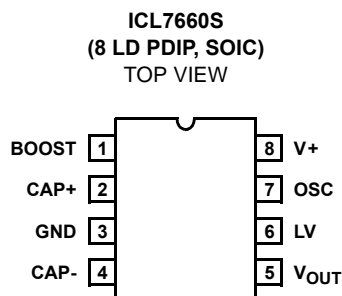 ICL7660S
(8 LD PDIP, SOIC)
TOP VIEW
BOOST 1 8 V+
CAP+ 2 7 OSC
GND 3 6 LV
CAP- 4 5 VOUT